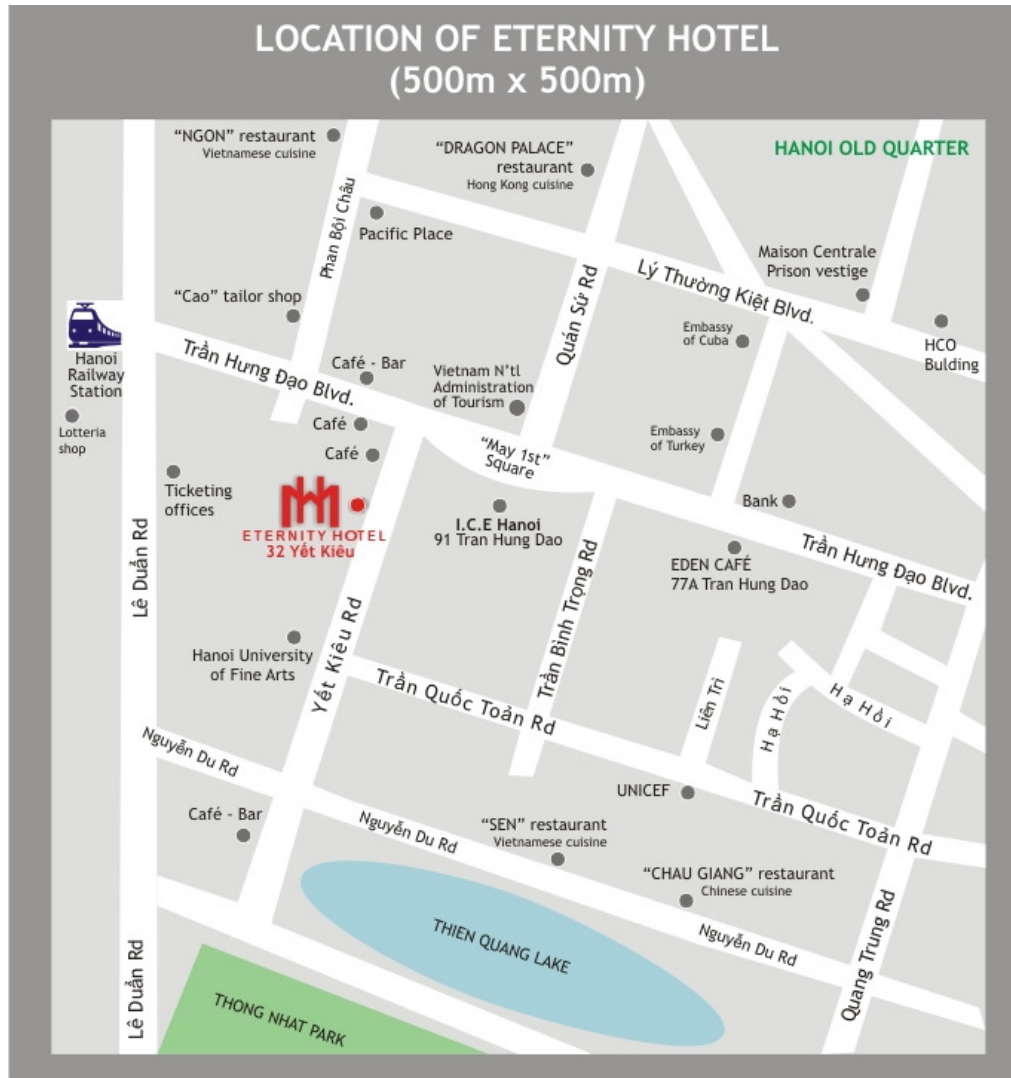 LOCATION OF ETERNITY HOTEL
(500m x 500m)
"NGON" restaurant
Vietnamese cuisine
"DRAGON PALACE"
restaurant
Hong Kong cuisine
HANOI OLD QUARTER
Phan Bội Châu
Pacific Place
Maison Centrale
Prison vestige
Lý Thường Kiệt Blvd.
Quán Sứ Rd
"Cao" tailor shop
Embassy
of Cuba
HCO
Bulding
Hanoi
Railway
Station
Trần Hưng Đạo Blvd.
Café - Bar
Vietnam N'tl
Administration
of Tourism
Lotteria
shop
Café
Café
"May 1st"
Square
Embassy
of Turkey
Ticketing
offices
ETERNITY HOTEL
32 Yết Kiêu
I.C.E Hanoi
91 Tran Hung Dao
Bank
Trần Hưng Đạo Blvd.
EDEN CAFÉ
77A Tran Hung Dao
Lê Duẩn Rd
Trần Bình Trọng Rd
Hanoi University
of Fine Arts
Yết Kiêu Rd
Trần Quốc Toản Rd
Liên Trì
Hạ Hồi
Hạ Hồi
Nguyễn Du Rd
UNICEF
Trần Quốc Toản Rd
Café - Bar
Nguyễn Du Rd
"SEN" restaurant
Vietnamese cuisine
"CHAU GIANG" restaurant
Chinese cuisine
THIEN QUANG LAKE
Nguyễn Du Rd
Quang Trung Rd
Lê Duẩn Rd
THONG NHAT PARK